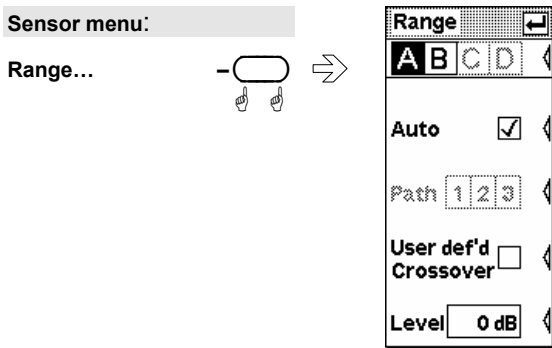 Sensor menu:
Range…
–
Range
A B C D
Auto
Path 1 2 3
User def'd
Crossover
Level 0 dB